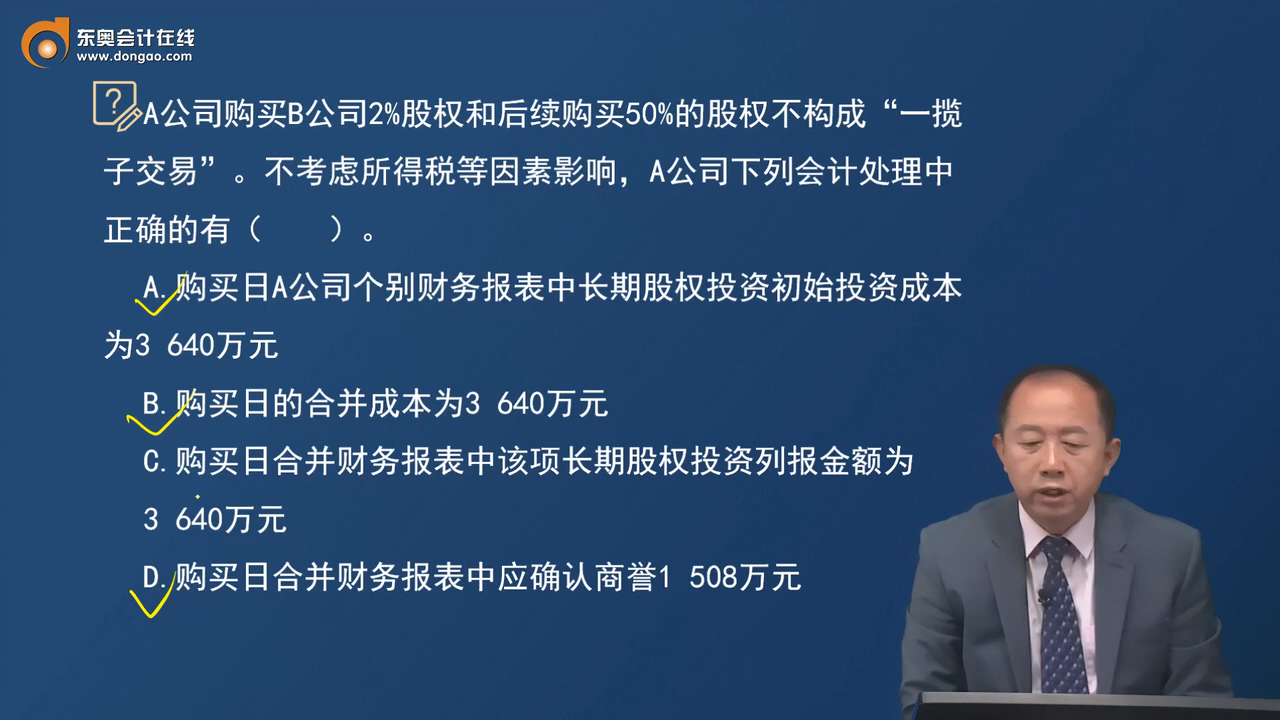 东奥会计在线
www.dongao.com
A公司购买B公司2%股权和后续购买50%的股权不构成“一揽
子交易”。不考虑所得税等因素影响，A公司下列会计处理中
正确的有（　　）。
A.购买日A公司个别财务报表中长期股权投资初始投资成本
为3 640万元
B.购买日的合并成本为3 640万元
C.购买日合并财务报表中该项长期股权投资列报金额为
3 640万元
D.购买日合并财务报表中应确认商誉1 508万元